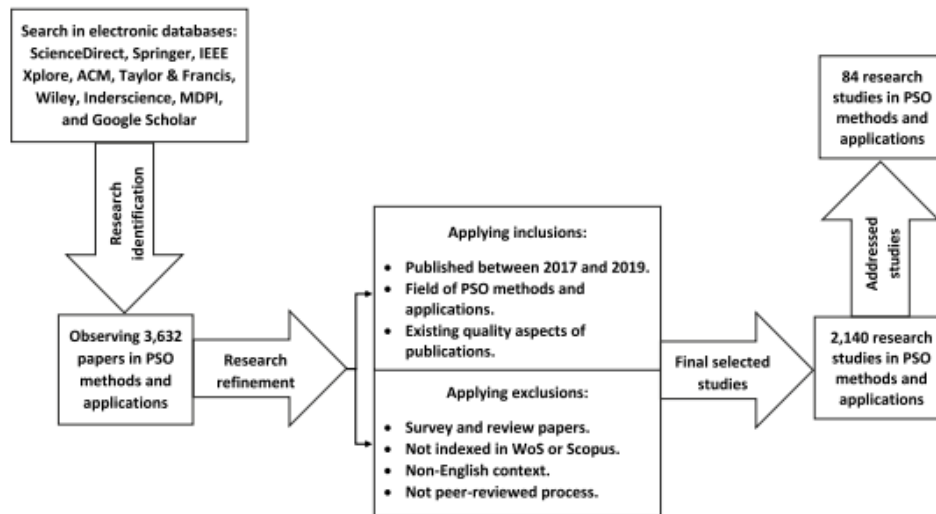 Search in electronic databases:
ScienceDirect, Springer, IEEE
Xplore, ACM, Taylor & Francis,
Wiley, Inderscience, MDPI,
and Google Scholar
Research
identification
Observing 3,632
papers in PSO
methods and
applications
Research
refinement
Applying inclusions:
• Published between 2017 and 2019.
• Field of PSO methods and
applications.
• Existing quality aspects of
publications.
Applying exclusions:
• Survey and review papers.
• Not indexed in WoS or Scopus.
• Non-English context.
• Not peer-reviewed process.
Final selected
studies
2,140 research
studies in PSO
methods and
applications
Addressed
studies
84 research
studies in PSO
methods and
applications